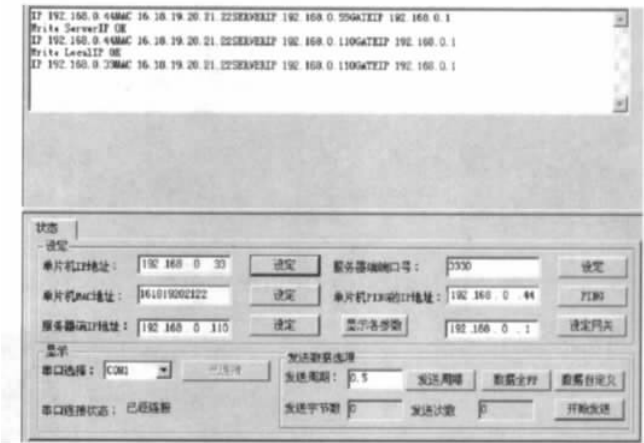 IP 192.168.0.44MAC 16.18.19.20.21.22SERVERIP 192.168.0.55GATEIP 192.168.0.1
Write ServerIP OK
IP 192.168.0.44MAC 16.18.19.20.21.22SERVERIP 192.168.0.110GATEIP 192.168.0.1
Write LocalIP OK
IP 192.168.0.33MAC 16.18.19.20.21.22SERVERIP 192.168.0.110GATEIP 192.168.0.1
状态
设定
单片机IP地址： 192 .168 . 0 . 33 设定 服务器端端口号： 设定
单片机MAC地址： 161819202122 设定 单片机PING的IP地址： 192 .168 . 0 . 44 PING
服务器端IP地址： 192 .168 . 0 .110 设定 显示各参数 192 .168 . 0 . 1 设定网关
显示 发送数据选项
串口选择： COM1 已连接 发送周期： 0.5 发送周期 数据全FF 数据自定义
串口连接状态： 已经连接 发送字节数 0 发送次数 0 开始发送